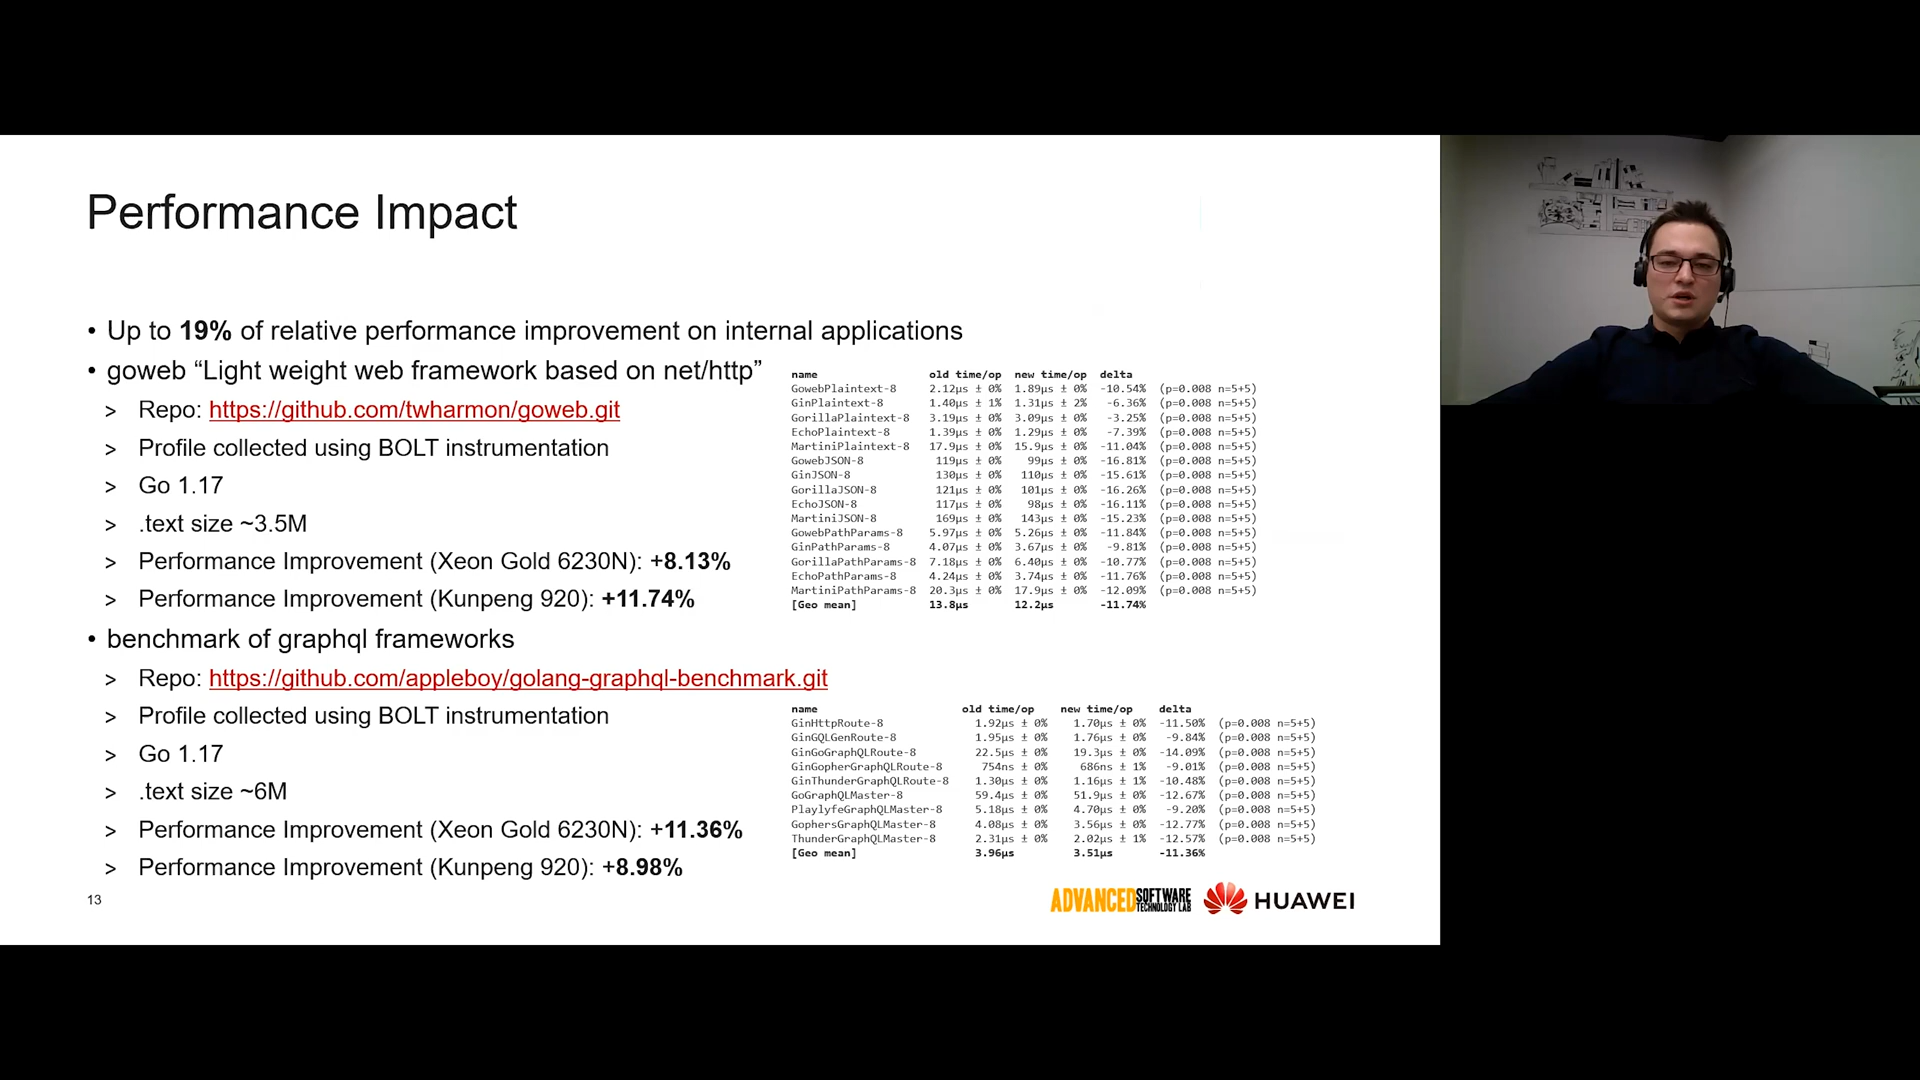 Performance Impact
• Up to 19% of relative performance improvement on internal applications
• goweb “Light weight web framework based on net/http”
> Repo: https://github.com/twharmon/goweb.git
> Profile collected using BOLT instrumentation
> Go 1.17
> .text size ~3.5M
> Performance Improvement (Xeon Gold 6230N): +8.13%
> Performance Improvement (Kunpeng 920): +11.74%
name old time/op new time/op delta
GowebPlaintext-8 2.12µs ± 0% 1.89µs ± 0% -10.54% (p=0.008 n=5+5)
GinPlaintext-8 1.40µs ± 1% 1.31µs ± 2% -6.36% (p=0.008 n=5+5)
GorillaPlaintext-8 3.19µs ± 0% 3.09µs ± 0% -3.25% (p=0.008 n=5+5)
EchoPlaintext-8 1.39µs ± 0% 1.29µs ± 0% -7.39% (p=0.008 n=5+5)
MartiniPlaintext-8 17.9µs ± 0% 15.9µs ± 0% -11.04% (p=0.008 n=5+5)
GowebJSON-8 119µs ± 0% 99µs ± 0% -16.81% (p=0.008 n=5+5)
GinJSON-8 130µs ± 0% 110µs ± 0% -15.61% (p=0.008 n=5+5)
GorillaJSON-8 121µs ± 0% 101µs ± 0% -16.26% (p=0.008 n=5+5)
EchoJSON-8 117µs ± 0% 98µs ± 0% -16.11% (p=0.008 n=5+5)
MartiniJSON-8 169µs ± 0% 143µs ± 0% -15.23% (p=0.008 n=5+5)
GowebPathParams-8 5.97µs ± 0% 5.26µs ± 0% -11.84% (p=0.008 n=5+5)
GinPathParams-8 4.07µs ± 0% 3.67µs ± 0% -9.81% (p=0.008 n=5+5)
GorillaPathParams-8 7.18µs ± 0% 6.40µs ± 0% -10.77% (p=0.008 n=5+5)
EchoPathParams-8 4.24µs ± 0% 3.74µs ± 0% -11.76% (p=0.008 n=5+5)
MartiniPathParams-8 20.3µs ± 0% 17.9µs ± 0% -12.09% (p=0.008 n=5+5)
[Geo mean] 13.8µs 12.2µs -11.74%
• benchmark of graphql frameworks
> Repo: https://github.com/appleboy/golang-graphql-benchmark.git
> Profile collected using BOLT instrumentation
> Go 1.17
> .text size ~6M
> Performance Improvement (Xeon Gold 6230N): +11.36%
> Performance Improvement (Kunpeng 920): +8.98%
name old time/op new time/op delta
GinHttpRoute-8 1.92µs ± 0% 1.70µs ± 0% -11.50% (p=0.008 n=5+5)
GinGQLGenRoute-8 1.95µs ± 0% 1.76µs ± 0% -9.84% (p=0.008 n=5+5)
GinGoGraphQLRoute-8 22.5µs ± 0% 19.3µs ± 0% -14.09% (p=0.008 n=5+5)
GinGopherGraphQLRoute-8 754ns ± 0% 686ns ± 1% -9.01% (p=0.008 n=5+5)
GinThunderGraphQLRoute-8 1.30µs ± 0% 1.16µs ± 1% -10.48% (p=0.008 n=5+5)
GoGraphQLMaster-8 59.4µs ± 0% 51.9µs ± 0% -12.67% (p=0.008 n=5+5)
PlaylyfeGraphQLMaster-8 5.18µs ± 0% 4.70µs ± 0% -9.20% (p=0.008 n=5+5)
GophersGraphQLMaster-8 4.08µs ± 0% 3.56µs ± 0% -12.77% (p=0.008 n=5+5)
ThunderGraphQLMaster-8 2.31µs ± 0% 2.02µs ± 1% -12.57% (p=0.008 n=5+5)
[Geo mean] 3.96µs 3.51µs -11.36%
13
ADVANCED SOFTWARE TECHNOLOGY LAB
HUAWEI